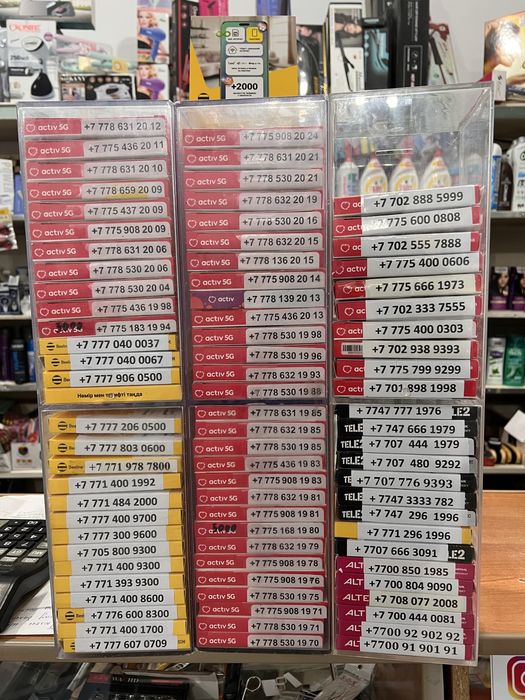 CRONIER
+2000
activ 5G +7 778 631 20 12
activ 5G +7 775 436 20 11
activ 5G +7 778 631 20 10
activ 5G +7 778 659 20 09
activ 5G +7 775 437 20 09
activ 5G +7 775 908 20 09
activ 5G +7 778 631 20 06
activ 5G +7 778 530 20 06
activ 5G +7 778 530 20 04
activ 5G +7 775 436 19 98
5000 +7 775 183 19 94
Beeline +7 777 040 0037
+7 777 040 0067
+7 777 906 0500
Нөмір мен тарифті таңда
+7 777 206 0500
+7 777 803 0600
Beeline +7 771 978 7800
+7 771 400 1992
+7 771 484 2000
+7 777 400 9700
+7 777 300 9600
+7 705 800 9300
+7 771 400 9300
+7 771 393 9300
+7 771 400 8600
+7 776 600 8300
+7 771 400 1700
+7 777 607 0709
activ 5G +7 775 908 20 24
activ 5G +7 778 631 20 21
activ 5G +7 778 530 20 21
activ 5G +7 778 632 20 19
activ 5G +7 778 530 20 16
activ 5G +7 778 632 20 15
activ 5G +7 778 136 20 15
activ 5G +7 775 908 20 14
activ +7 778 139 20 13
activ 5G +7 775 436 20 13
activ 5G +7 778 530 19 98
activ 5G +7 778 530 19 96
activ 5G +7 778 632 19 93
activ 5G +7 778 530 19 88
activ 5G +7 778 631 19 85
activ 5G +7 778 632 19 85
activ 5G +7 778 530 19 85
activ 5G +7 775 436 19 83
activ 5G +7 775 908 19 83
activ 5G +7 778 632 19 81
activ 5G +7 775 908 19 81
5000 +7 775 168 19 80
activ 5G +7 778 632 19 79
activ 5G +7 775 908 19 78
activ 5G +7 775 908 19 76
activ 5G +7 778 530 19 75
activ 5G +7 775 908 19 71
activ 5G +7 778 530 19 71
activ 5G +7 778 530 19 70
+7 702 888 5999
+7 775 600 0808
+7 702 555 7888
+7 775 400 0606
+7 775 666 1973
+7 702 333 7555
+7 775 400 0303
+7 702 938 9393
+7 775 799 9299
+7 701 898 1998
+7747 777 1976
TELE2 +7 747 666 1979
+7 707 444 1979
+7 707 480 9292
+7 707 776 9393
+7747 3333 782
+7 747 296 1996
+7 771 296 1996
+7707 666 3091
+7700 850 1985
+7 700 804 9090
+7 708 077 2008
+7 700 444 0081
+7700 92 902 92
+7700 91 901 91